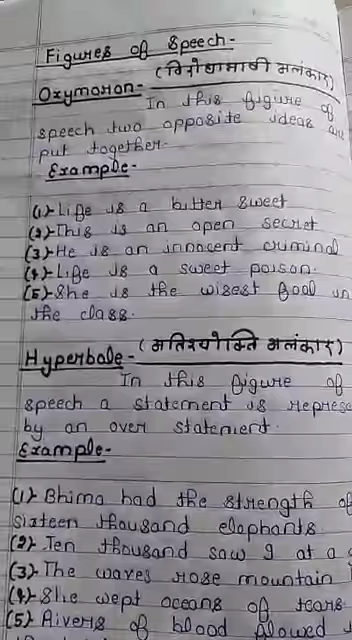 Figures of Speech-
Oxymoron- (विरोधाभाषी अलंकार)
In this figure of
speech two opposite ideas are
put together.
Example-
(1) Life is a bitter sweet
(2) This is an open secret
(3) He is an innocent criminal
(4) Life is a sweet poison.
(5) She is the wisest fool in
the class.
Hyperbole- (अतिश्योक्ति अलंकार)
In this figure of
speech a statement is
by an over statement.
Example-
(1) Bhima had the strength of
sixteen thousand elephants
(2) Ten thousand saw I at a
(3) The waves rose mountain
(4) She wept oceans of tears.
(5) Rivers of blood flowed